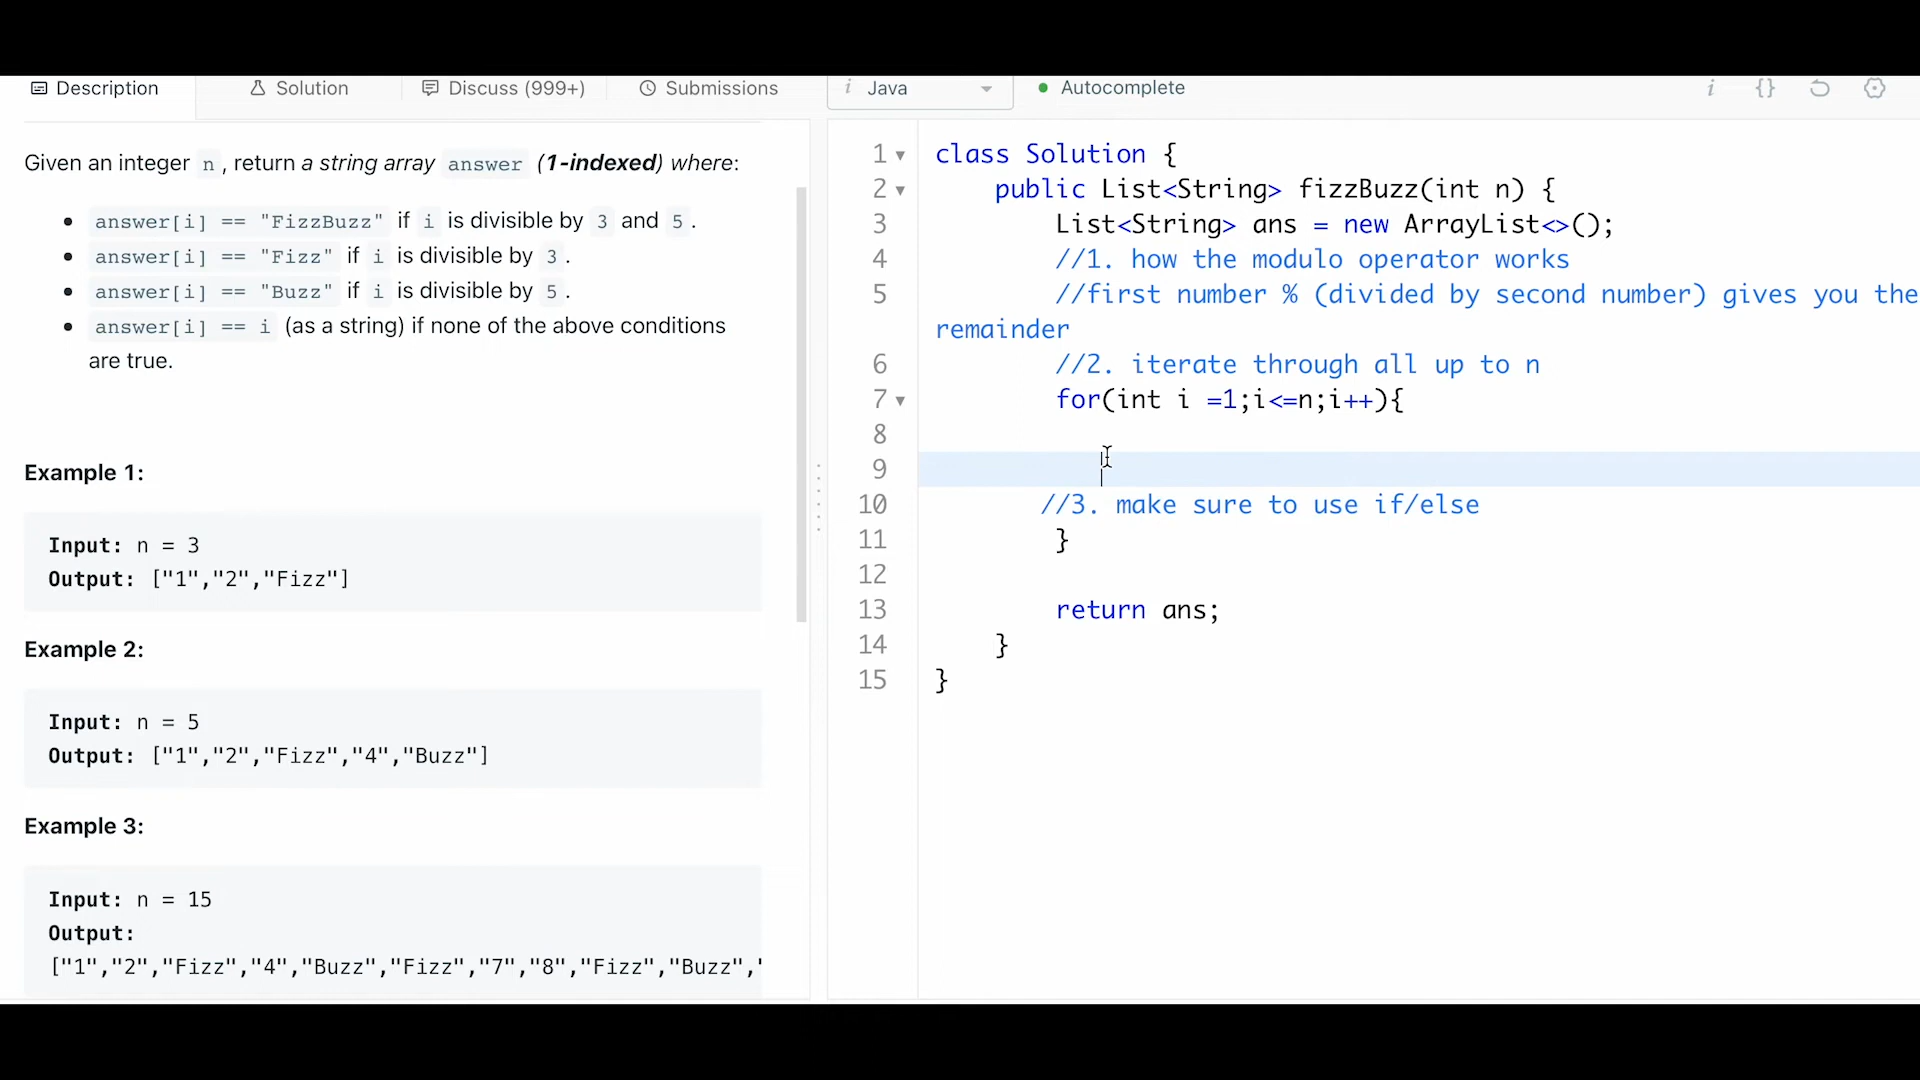 Description Solution Discuss (999+) Submissions i Java Autocomplete i {}
Given an integer n, return a string array answer (1-indexed) where:
• answer[i] == "FizzBuzz" if i is divisible by 3 and 5.
• answer[i] == "Fizz" if i is divisible by 3.
• answer[i] == "Buzz" if i is divisible by 5.
• answer[i] == i (as a string) if none of the above conditions
are true.
Example 1:
Input: n = 3
Output: ["1","2","Fizz"]
Example 2:
Input: n = 5
Output: ["1","2","Fizz","4","Buzz"]
Example 3:
Input: n = 15
Output:
["1","2","Fizz","4","Buzz","Fizz","7","8","Fizz","Buzz","
1 class Solution {
2 public List<String> fizzBuzz(int n) {
3 List<String> ans = new ArrayList<>();
4 //1. how the modulo operator works
5 //first number % (divided by second number) gives you the
remainder
6 //2. iterate through all up to n
7 for(int i =1;i<=n;i++){
8
9
10 //3. make sure to use if/else
11 }
12
13 return ans;
14 }
15 }